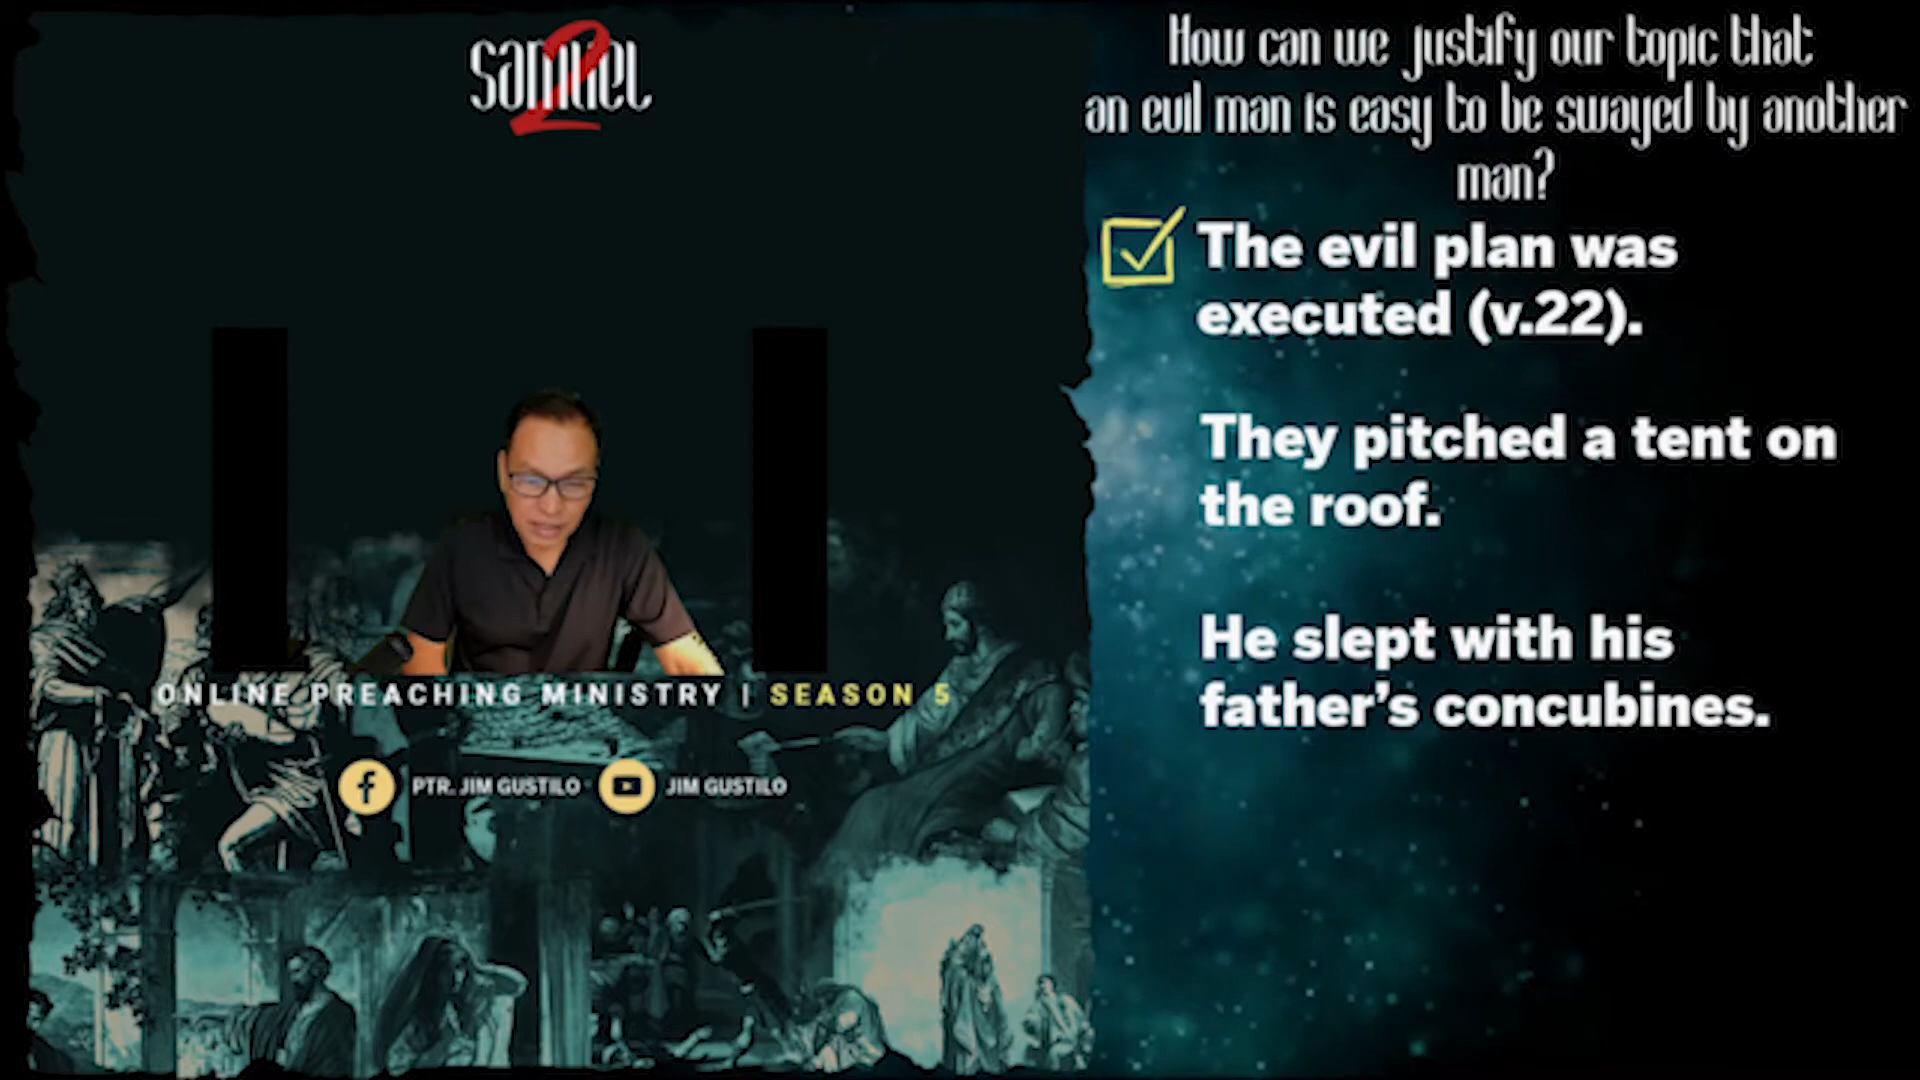 Samuel
2
How can we justify our topic that
an evil man is easy to be swayed by another
man?
The evil plan was
executed (v.22).
They pitched a tent on
the roof.
He slept with his
father’s concubines.
ONLINE PREACHING MINISTRY | SEASON 5
PTR. JIM GUSTILO
JIM GUSTILO